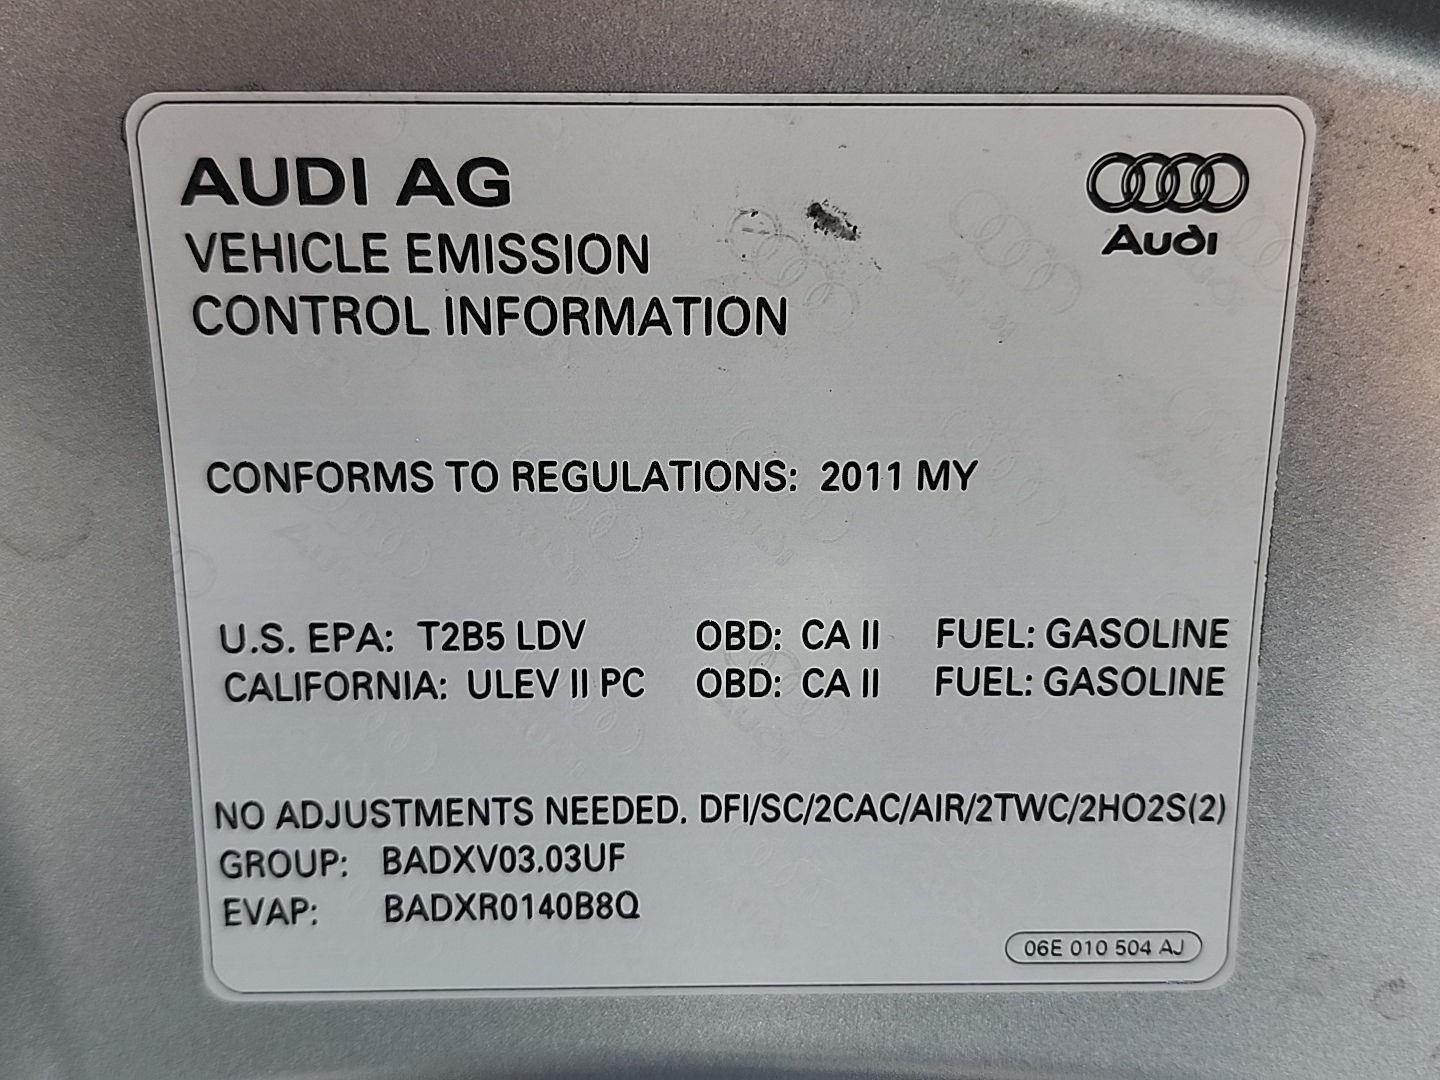 AUDI AG
Audi
VEHICLE EMISSION
CONTROL INFORMATION
CONFORMS TO REGULATIONS: 2011 MY
U.S. EPA: T2B5 LDV OBD: CA II FUEL: GASOLINE
CALIFORNIA: ULEV II PC OBD: CA II FUEL: GASOLINE
NO ADJUSTMENTS NEEDED. DFI/SC/2CAC/AIR/2TWC/2HO2S(2)
GROUP: BADXV03.03UF
EVAP: BADXR0140B8Q
06E 010 504 AJ